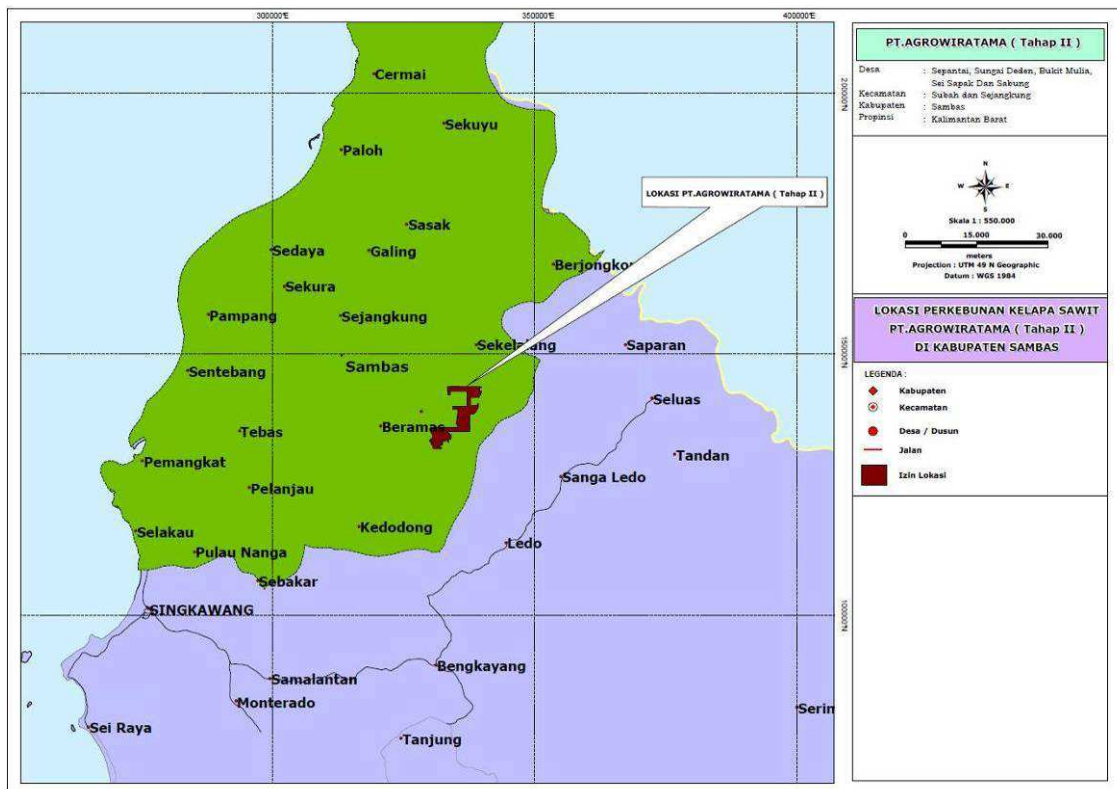 300000°E
350000°E
400000°E
200000°N
150000°N
100000°N
Cermai
Sekuyu
Paloh
LOKASI PT.AGROWIRATAMA ( Tahap II )
Sasak
Sedaya
Galing
Berjongkon
Sekura
Pampang
Sejangkung
Sekelalang
Saparan
Sambas
Sentebang
Seluas
Beramas
Tebas
Tandan
Pemangkat
Sanga Ledo
Pelanjau
Selakau
Kedodong
Ledo
Pulau Nanga
Sebakar
SINGKAWANG
Bengkayang
Samalantan
Monterado
Serin
Sei Raya
Tanjung
PT.AGROWIRATAMA ( Tahap II )
Desa : Sepantai, Sungai Deden, Bukit Mulia,
Sei Sapak Dan Sabung
Kecamatan : Subah dan Sejangkung
Kabupaten : Sambas
Propinsi : Kalimantan Barat
N
W E
S
Skala 1 : 550.000
0 15.000 30.000
meters
Projection : UTM 49 N Geographic
Datum : WGS 1984
LOKASI PERKEBUNAN KELAPA SAWIT
PT.AGROWIRATAMA ( Tahap II )
DI KABUPATEN SAMBAS
LEGENDA :
Kabupaten
Kecamatan
Desa / Dusun
Jalan
Izin Lokasi